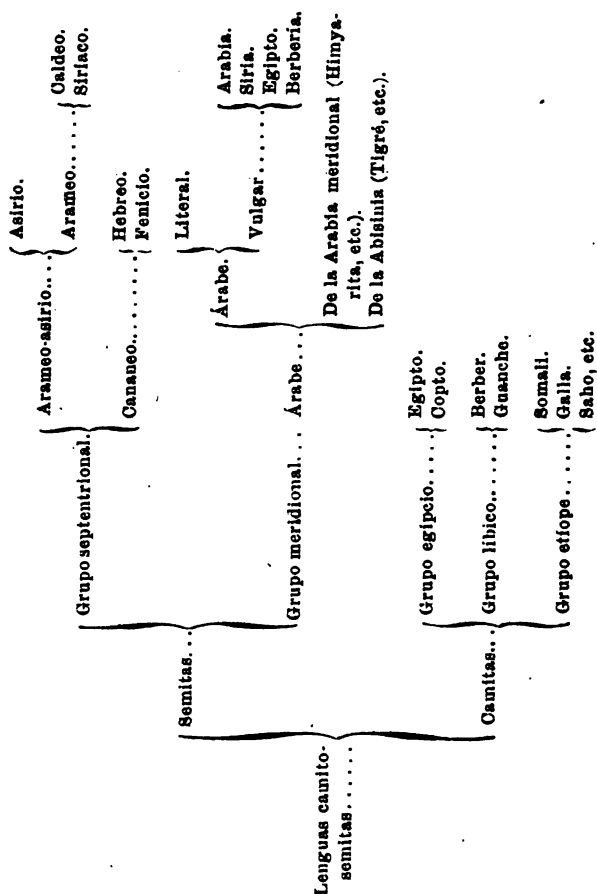 Lenguas camito-
semitas......
Semitas...
Grupo septentrional.
Arameo-asirio....
Asirio.
Arameo......
Caldeo.
Siriaco.
Cananeo........
Hebreo.
Fenicio.
Grupo meridional...
Árabe...
Árabe.
Literal.
Vulgar......
Arabia.
Siria.
Egipto.
Berbería.
De la Arabia meridional (Himya-
rita, etc.).
De la Abisinia (Tigré, etc.).
Camitas...
Grupo egipcio.....
Egipto.
Copto.
Grupo líbico.......
Berber.
Guanche.
Grupo etíope......
Somali.
Galla.
Saho, etc.